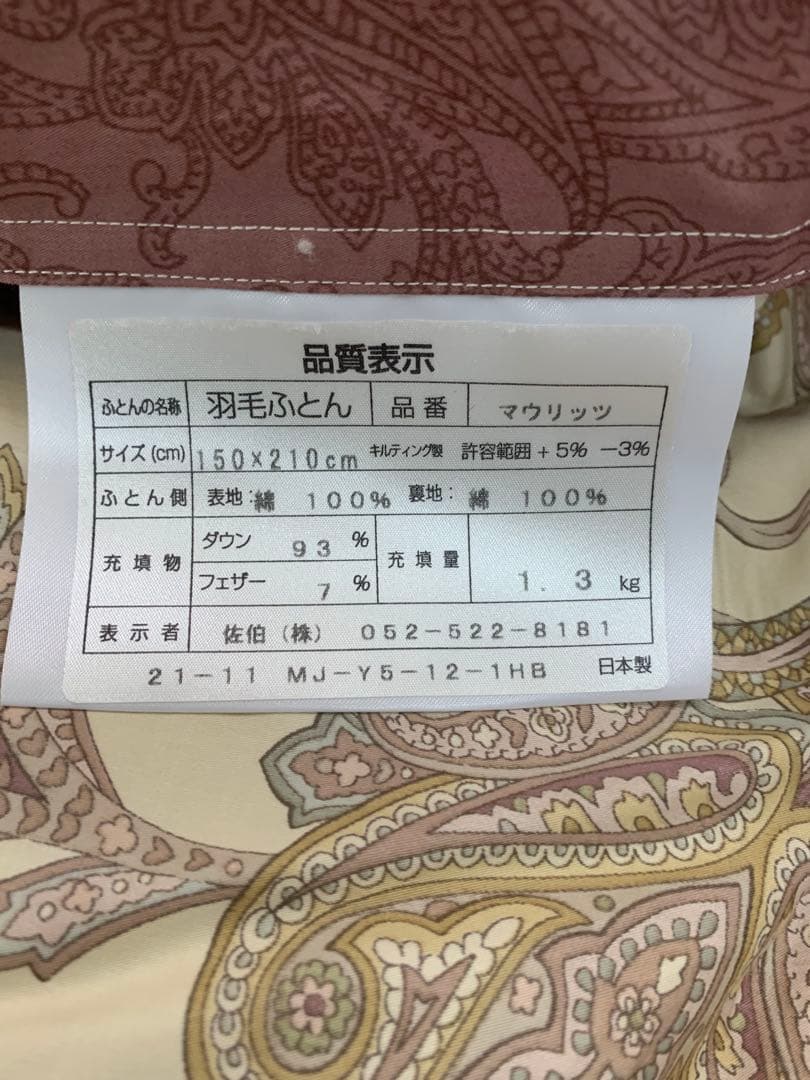 品質表示
ふとんの名称 羽毛ふとん 品番 マウリッツ
サイズ(cm) 150×210cm キルティング製 許容範囲+5% −3%
ふとん側 表地:綿 100% 裏地:綿 100%
充填物 ダウン 93 % フェザー 7 % 充填量 1.3 kg
表示者 佐伯(株) 052-522-8181
21-11 MJ-Y5-12-1HB 日本製